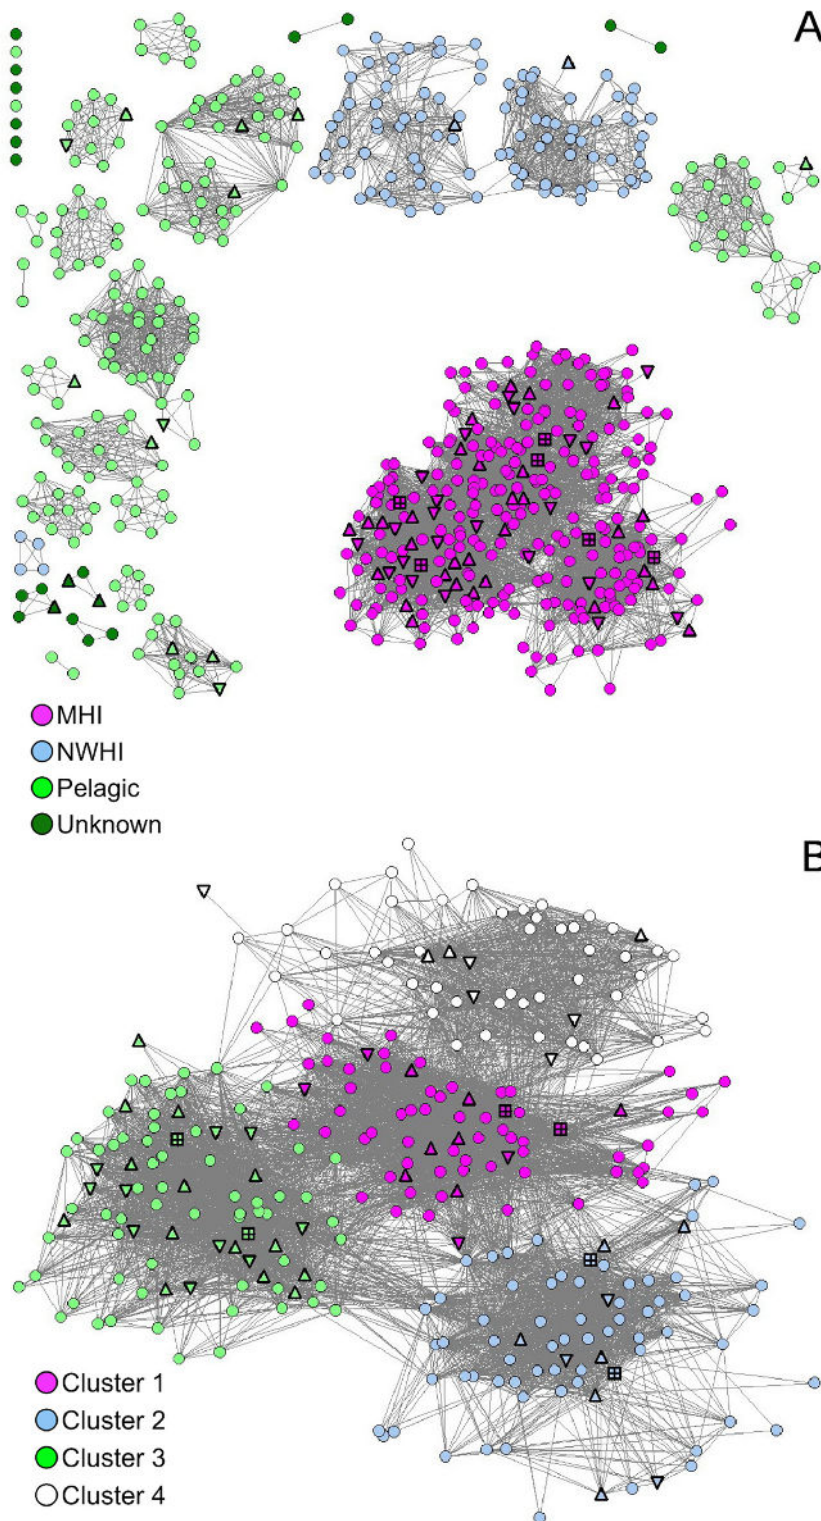 A
MHI
NWHI
Pelagic
Unknown
B
Cluster 1
Cluster 2
Cluster 3
Cluster 4